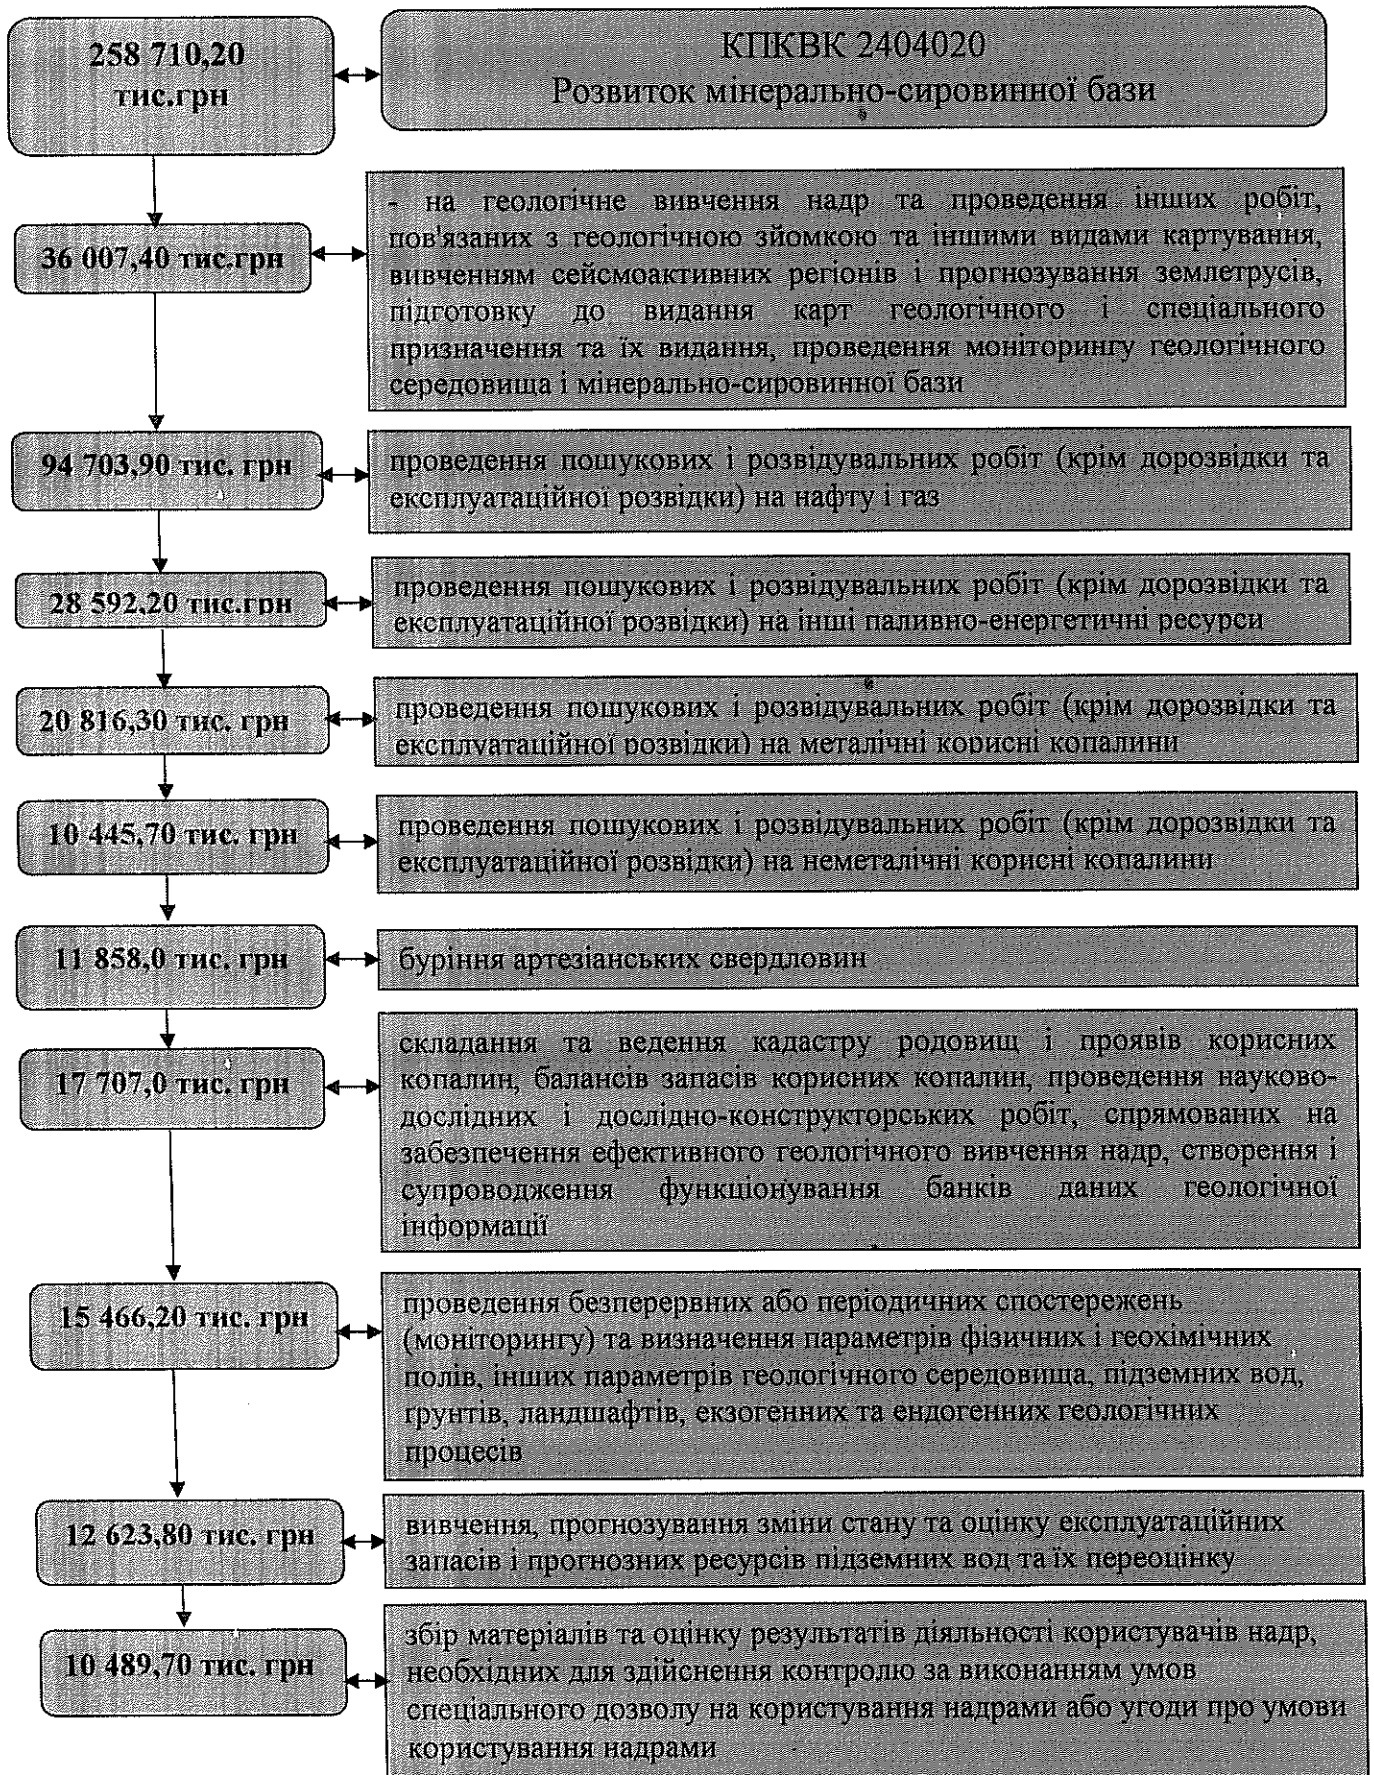 258 710,20
тис.грн
КПКВК 2404020
Розвиток мінерально-сировинної бази
36 007,40 тис.грн
- на геологічне вивчення надр та проведення інших робіт,
пов'язаних з геологічною зйомкою та іншими видами картування,
вивченням сейсмоактивних регіонів і прогнозування землетрусів,
підготовку до видання карт геологічного і спеціального
призначення та їх видання, проведення моніторингу геологічного
середовища і мінерально-сировинної бази
94 703,90 тис. грн
проведення пошукових і розвідувальних робіт (крім дорозвідки та
експлуатаційної розвідки) на нафту і газ
28 592,20 тис.грн
проведення пошукових і розвідувальних робіт (крім дорозвідки та
експлуатаційної розвідки) на інші паливно-енергетичні ресурси
20 816,30 тис. грн
проведення пошукових і розвідувальних робіт (крім дорозвідки та
експлуатаційної розвідки) на металічні корисні копалини
10 445,70 тис. грн
проведення пошукових і розвідувальних робіт (крім дорозвідки та
експлуатаційної розвідки) на неметалічні корисні копалини
11 858,0 тис. грн
буріння артезіанських свердловин
17 707,0 тис. грн
складання та ведення кадастру родовищ і проявів корисних
копалин, балансів запасів корисних копалин, проведення науково-
дослідних і дослідно-конструкторських робіт, спрямованих на
забезпечення ефективного геологічного вивчення надр, створення і
супроводження функціонування банків даних геологічної
інформації
15 466,20 тис. грн
проведення безперервних або періодичних спостережень
(моніторингу) та визначення параметрів фізичних і геохімічних
полів, інших параметрів геологічного середовища, підземних вод,
ґрунтів, ландшафтів, екзогенних та ендогенних геологічних
процесів
12 623,80 тис. грн
вивчення, прогнозування зміни стану та оцінку експлуатаційних
запасів і прогнозних ресурсів підземних вод та їх переоцінку
10 489,70 тис. грн
збір матеріалів та оцінку результатів діяльності користувачів надр,
необхідних для здійснення контролю за виконанням умов
спеціального дозволу на користування надрами або угоди про умови
користування надрами